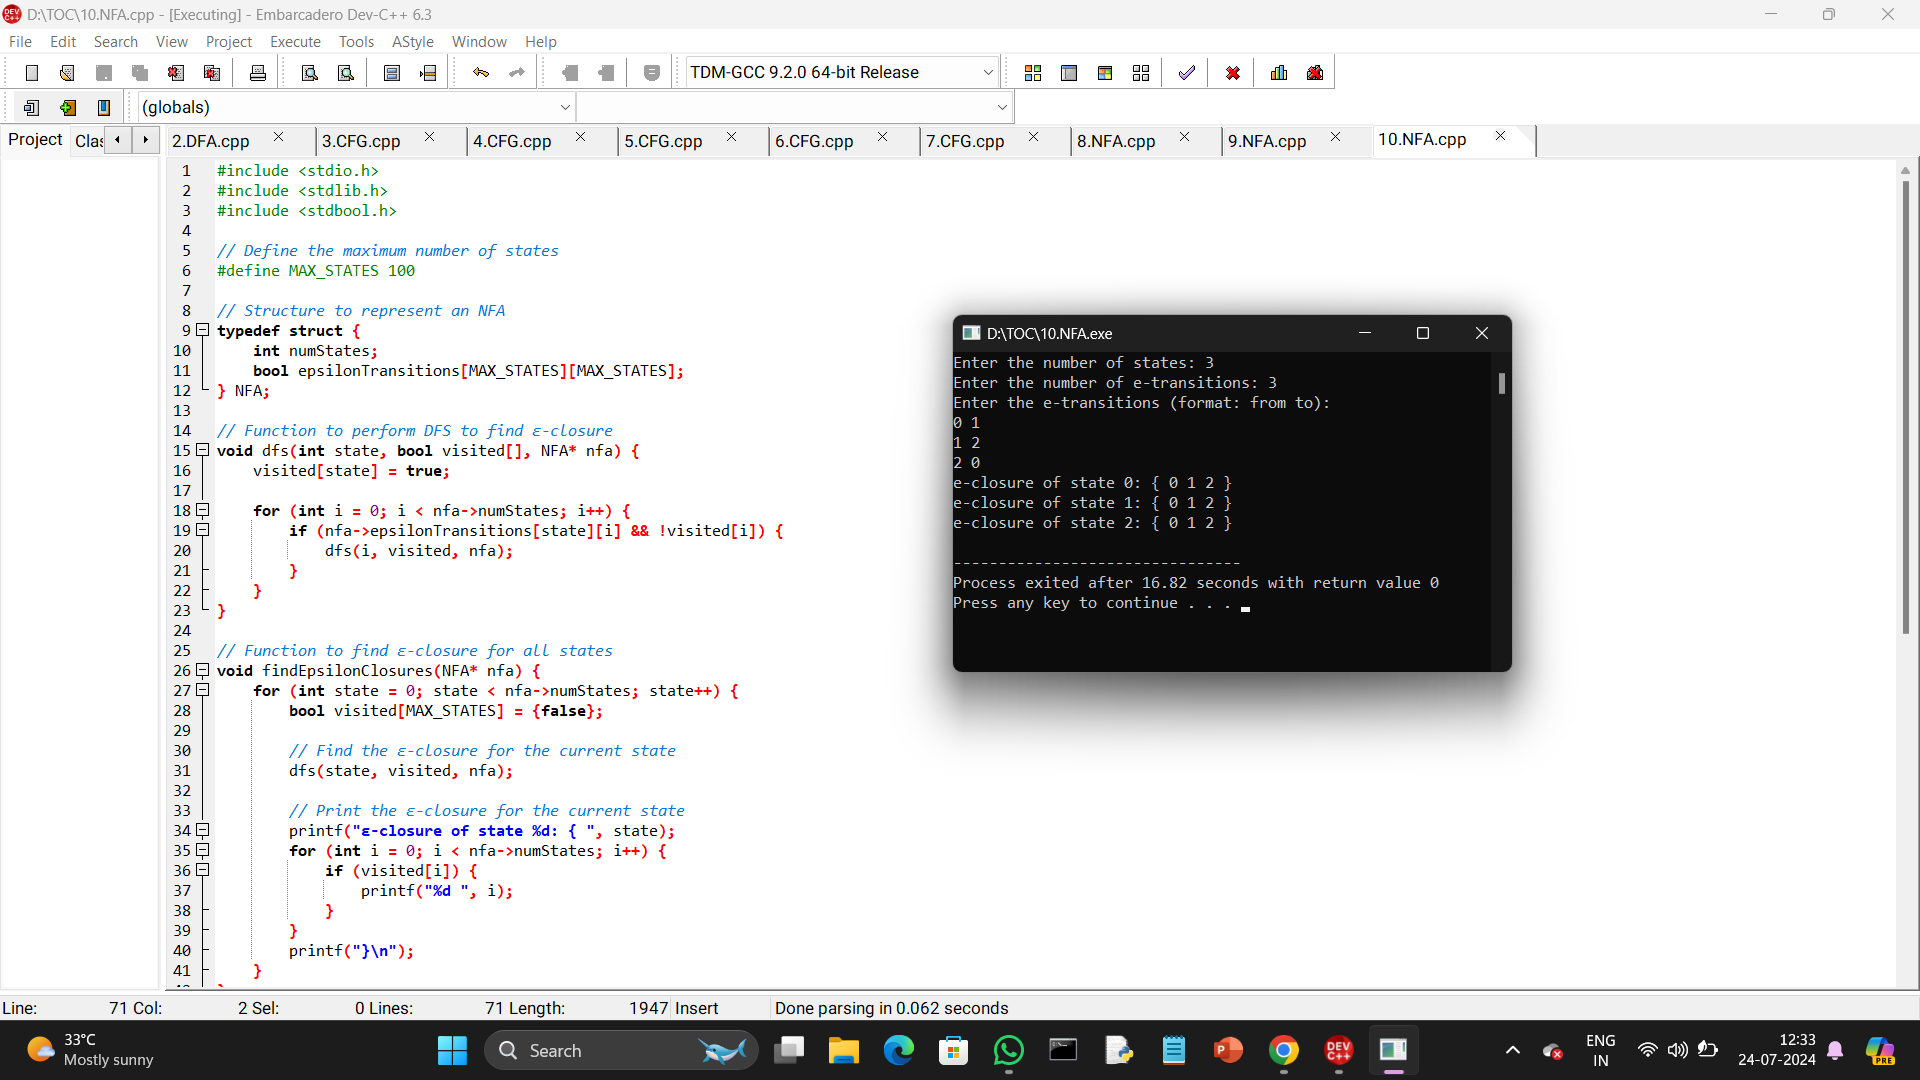 D:\TOC\10.NFA.cpp - [Executing] - Embarcadero Dev-C++ 6.3
File Edit Search View Project Execute Tools AStyle Window Help
TDM-GCC 9.2.0 64-bit Release
(globals)
Project Clas 2.DFA.cpp 3.CFG.cpp 4.CFG.cpp 5.CFG.cpp 6.CFG.cpp 7.CFG.cpp 8.NFA.cpp 9.NFA.cpp 10.NFA.cpp
1 #include <stdio.h>
2 #include <stdlib.h>
3 #include <stdbool.h>
4
5 // Define the maximum number of states
6 #define MAX_STATES 100
7
8 // Structure to represent an NFA
9 typedef struct {
10 int numStates;
11 bool epsilonTransitions[MAX_STATES][MAX_STATES];
12 } NFA;
13
14 // Function to perform DFS to find ε-closure
15 void dfs(int state, bool visited[], NFA* nfa) {
16 visited[state] = true;
17
18 for (int i = 0; i < nfa->numStates; i++) {
19 if (nfa->epsilonTransitions[state][i] && !visited[i]) {
20 dfs(i, visited, nfa);
21 }
22 }
23 }
24
25 // Function to find ε-closure for all states
26 void findEpsilonClosures(NFA* nfa) {
27 for (int state = 0; state < nfa->numStates; state++) {
28 bool visited[MAX_STATES] = {false};
29
30 // Find the ε-closure for the current state
31 dfs(state, visited, nfa);
32
33 // Print the ε-closure for the current state
34 printf("ε-closure of state %d: { ", state);
35 for (int i = 0; i < nfa->numStates; i++) {
36 if (visited[i]) {
37 printf("%d ", i);
38 }
39 }
40 printf("}\n");
41 }
D:\TOC\10.NFA.exe
Enter the number of states: 3
Enter the number of e-transitions: 3
Enter the e-transitions (format: from to):
0 1
1 2
2 0
e-closure of state 0: { 0 1 2 }
e-closure of state 1: { 0 1 2 }
e-closure of state 2: { 0 1 2 }
--------------------------------
Process exited after 16.82 seconds with return value 0
Press any key to continue . . .
Line: 71 Col: 2 Sel: 0 Lines: 71 Length: 1947 Insert Done parsing in 0.062 seconds
33°C
Mostly sunny
Search
DEV C++
ENG
IN
12:33
24-07-2024
PRE